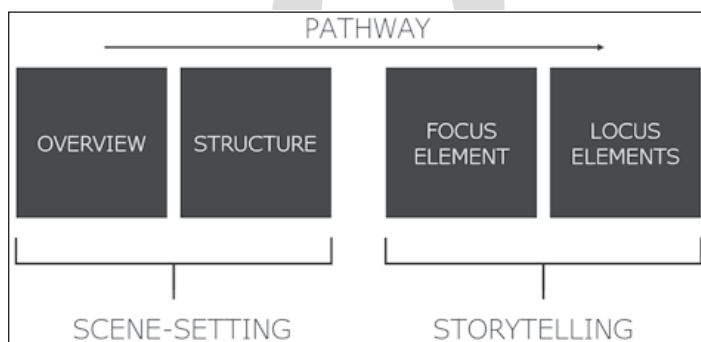 PATHWAY
OVERVIEW
STRUCTURE
FOCUS
ELEMENT
LOCUS
ELEMENTS
SCENE-SETTING
STORYTELLING